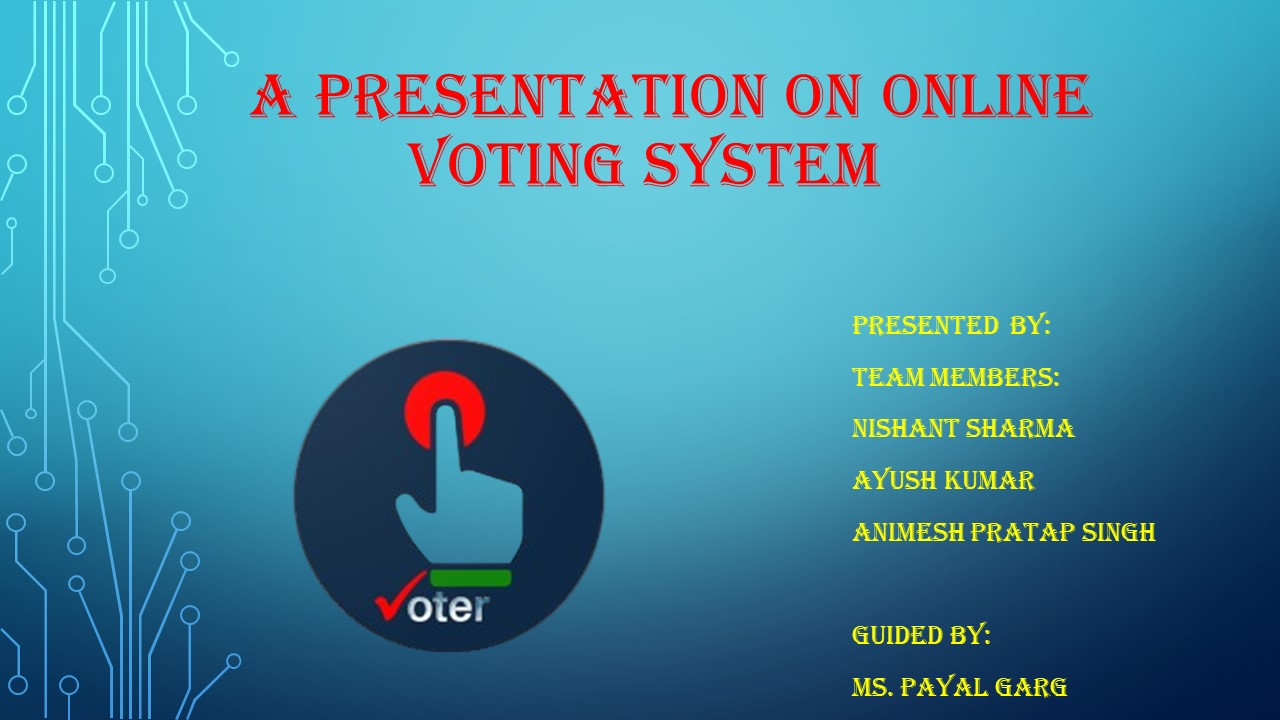 A PRESENTATION ON ONLINE
VOTING SYSTEM
PRESENTED BY:
TEAM MEMBERS:
NISHANT SHARMA
AYUSH KUMAR
ANIMESH PRATAP SINGH
Voter
GUIDED BY:
MS. PAYAL GARG